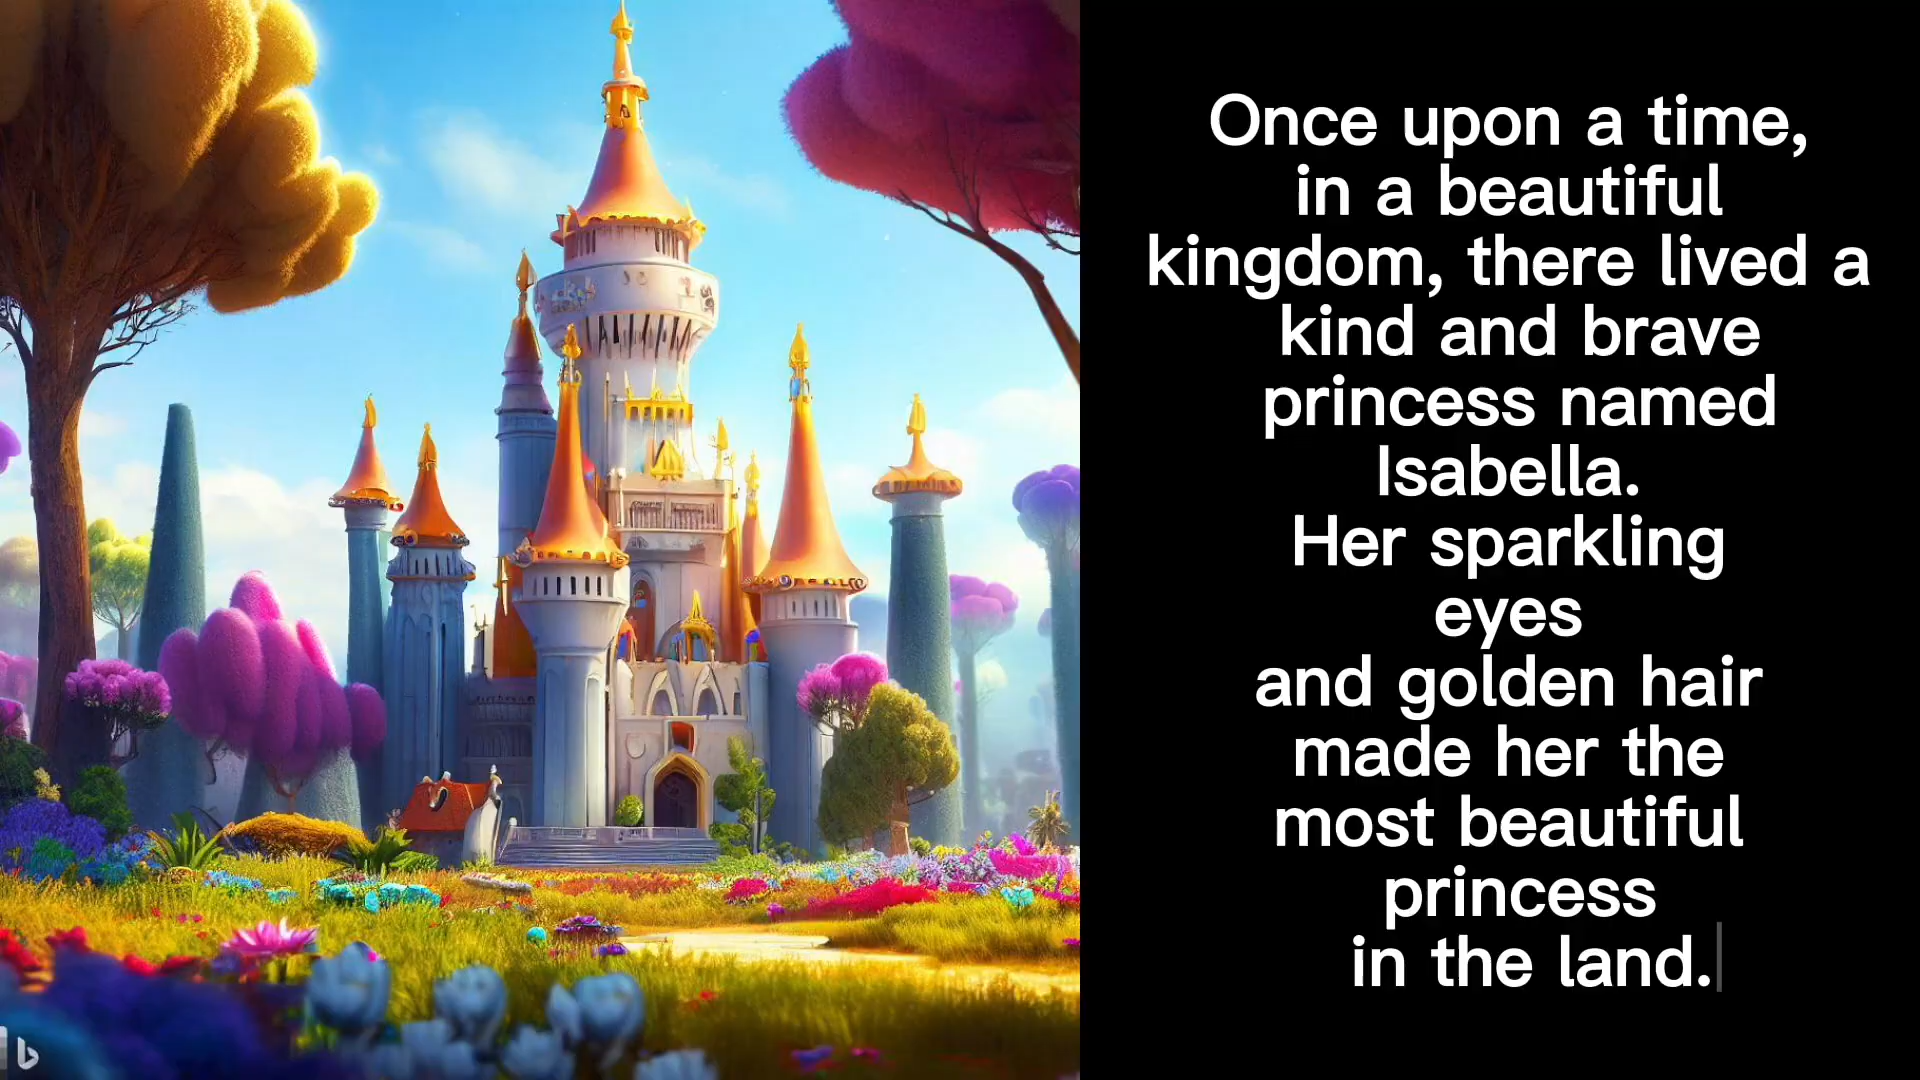 Once upon a time,
in a beautiful
kingdom, there lived a
kind and brave
princess named
Isabella.
Her sparkling
eyes
and golden hair
made her the
most beautiful
princess
in the land.